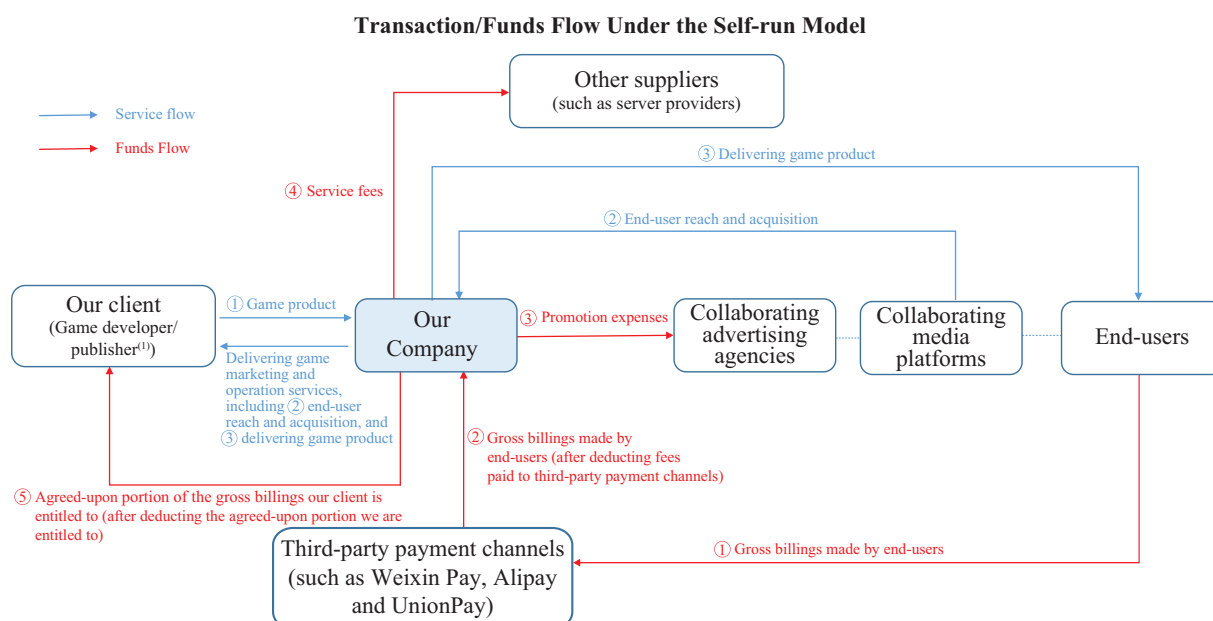 Transaction/Funds Flow Under the Self-run Model
Other suppliers
(such as server providers)
Service flow
Funds Flow
③ Delivering game product
④ Service fees
② End-user reach and acquisition
Our client
(Game developer/
publisher(1))
① Game product
Our
Company
③ Promotion expenses
Collaborating
advertising
agencies
Collaborating
media
platforms
End-users
Delivering game
marketing and
operation services,
including ② end-user
reach and acquisition, and
③ delivering game product
② Gross billings made by
end-users (after deducting fees
paid to third-party payment channels)
⑤ Agreed-upon portion of the gross billings our client is
entitled to (after deducting the agreed-upon portion we are
entitled to)
① Gross billings made by end-users
Third-party payment channels
(such as Weixin Pay, Alipay
and UnionPay)